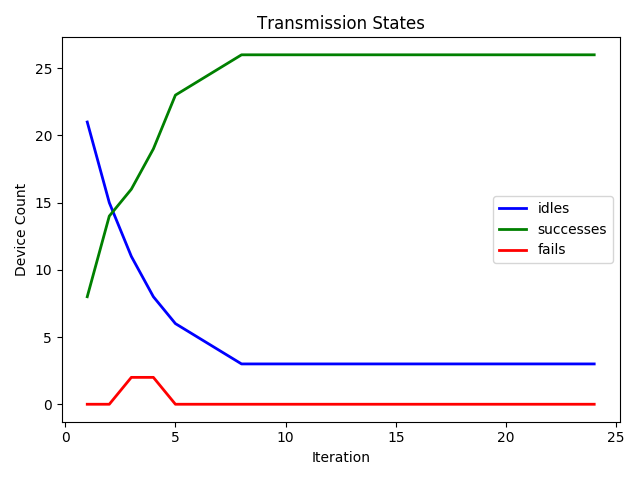 Transmission States
Device Count
25
20
15
10
5
0
idles
successes
fails
0 5 10 15 20 25
Iteration